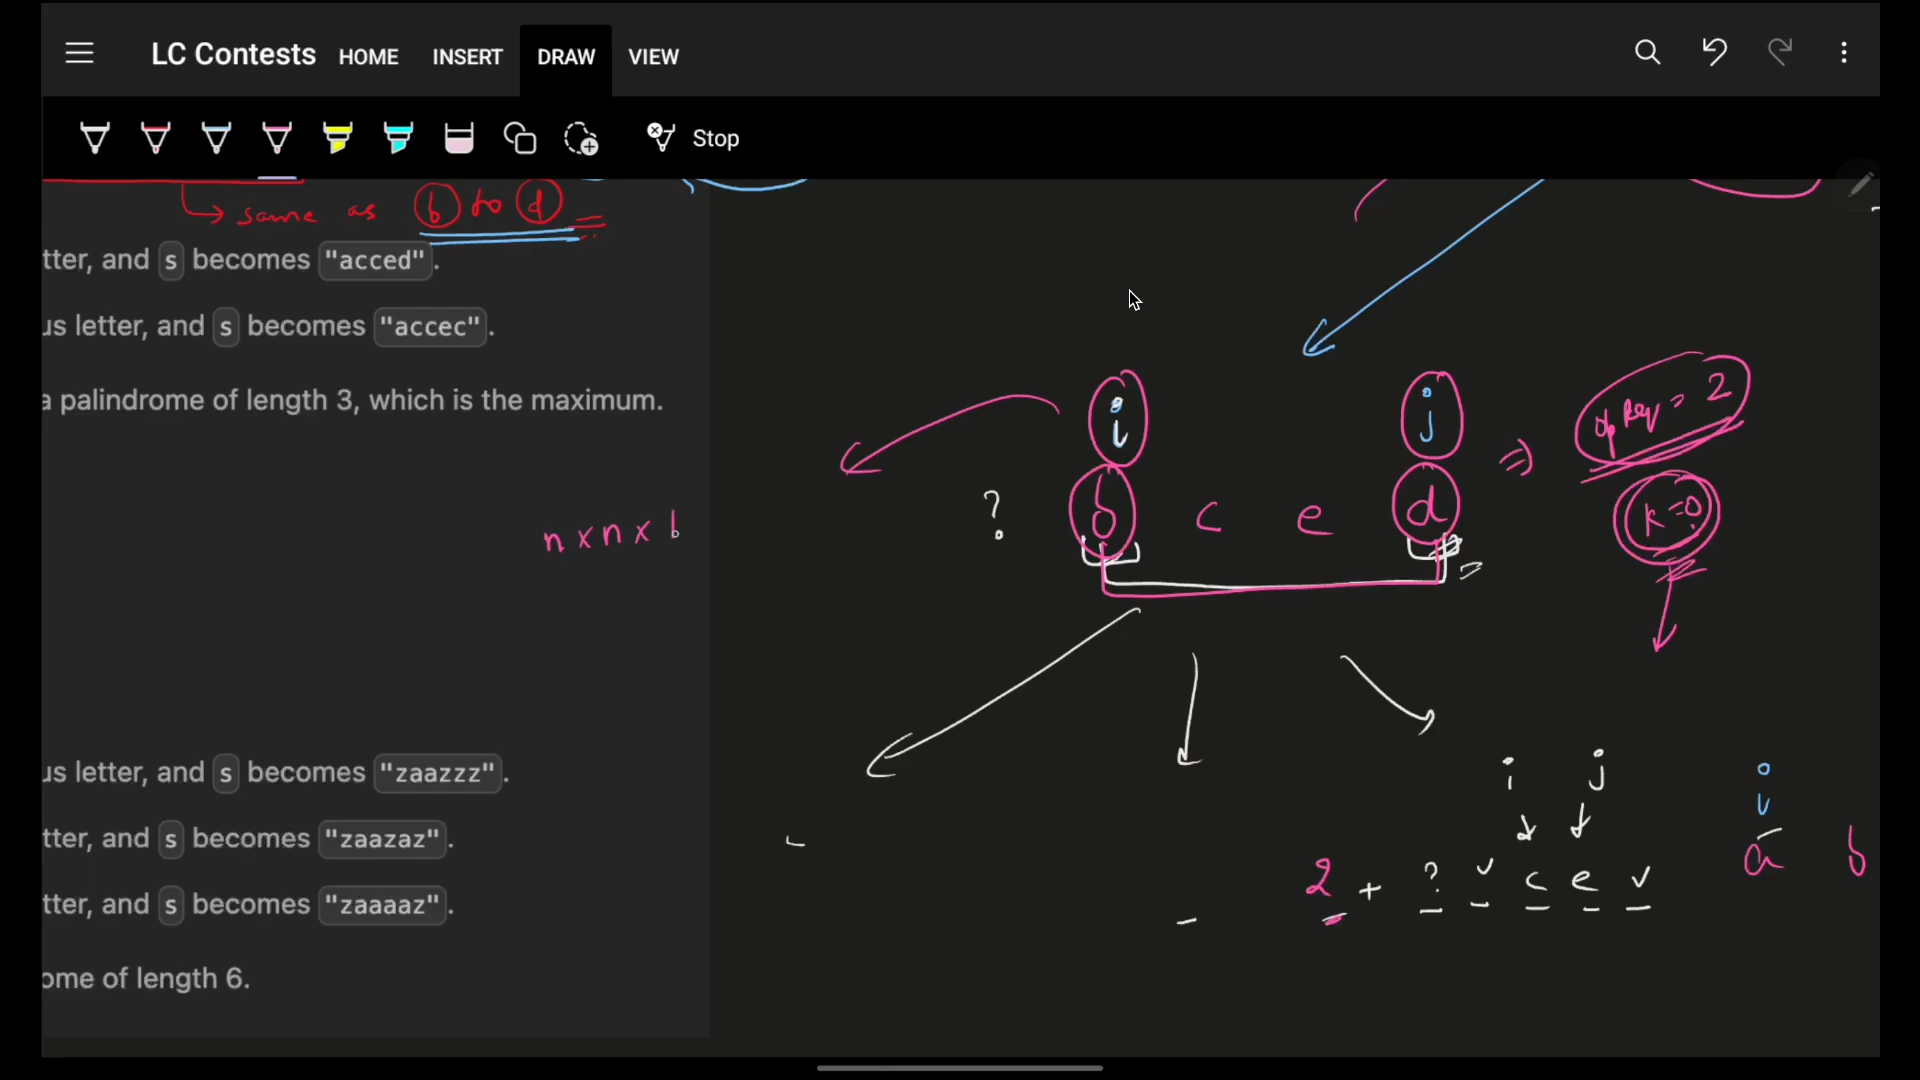 LC Contests HOME INSERT DRAW VIEW
Stop
same as b to d
tter, and s becomes "acced".
us letter, and s becomes "accec".
a palindrome of length 3, which is the maximum.
i j
op Req = 2
? b c e d ⇒
k = 0
n x n x
us letter, and s becomes "zaazzz".
i j i
tter, and s becomes "zaazaz".
2 + ? c e a b
tter, and s becomes "zaaaaz".
ome of length 6.